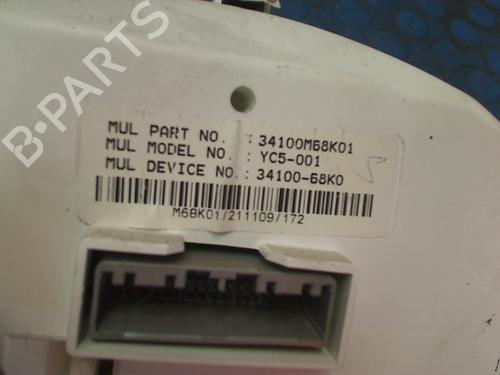 B-PARTS
MUL PART NO. : 34100M68K01
MUL MODEL NO. : YC5-001
MUL DEVICE NO.: 34100-68K0
M68K01/211109/172